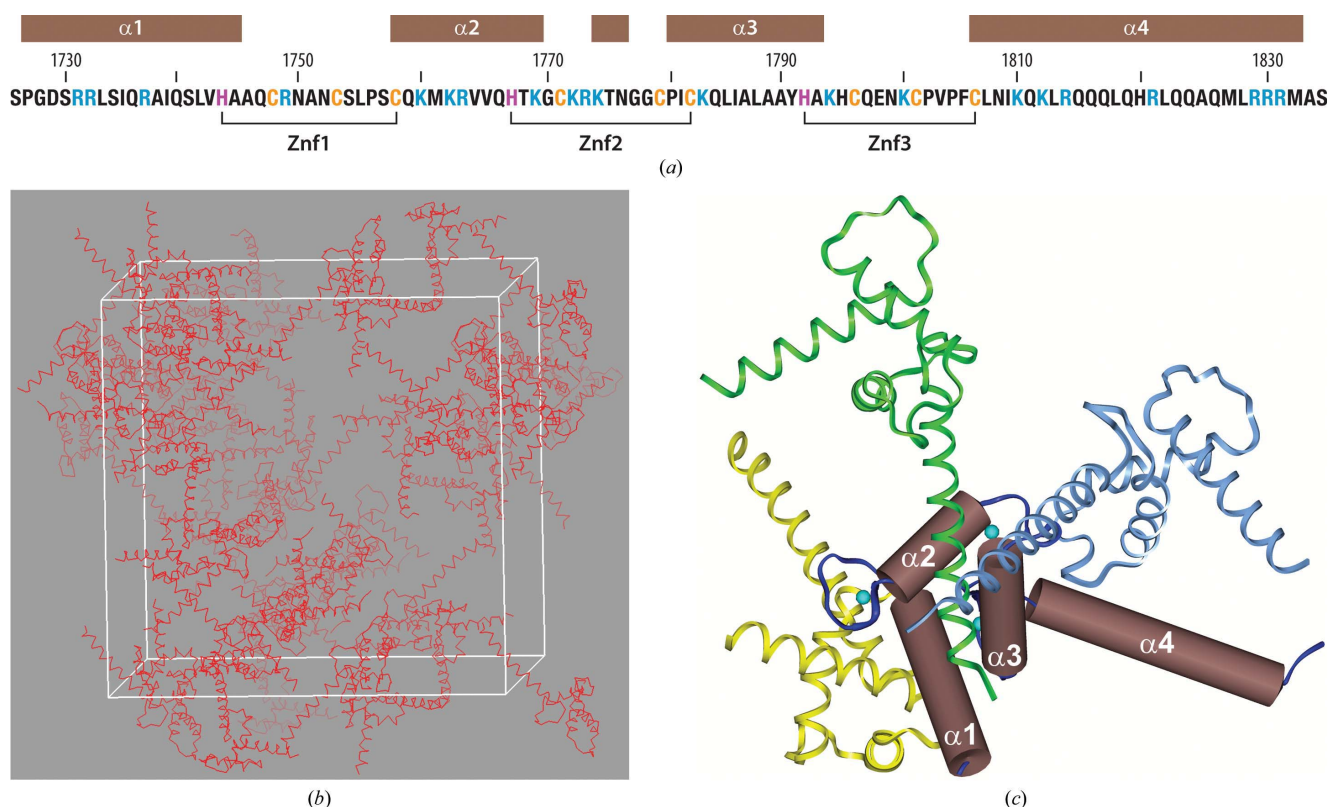 α1 α2 α3 α4
1730 1750 1770 1790 1810 1830
SPGDSRRLSIQRAIQSLVHAAQCRNANCSLPSCQKMKRVVQHTKGCKRKTNGGCPICKQLIALAAYHAKHCQENKCPVPFCLNIKQKLRQQQLQHRLQQAQMLRRRMAS
Znf1 Znf2 Znf3
(a)
α2
α3
α4
α1
(b) (c)